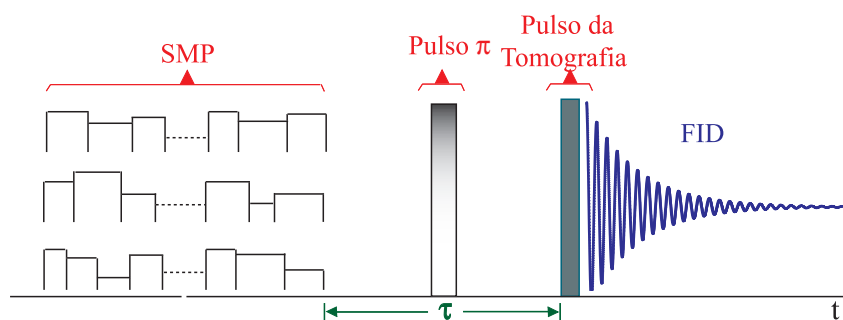 SMP
Pulso π
Pulso da
Tomografia
FID
τ
t